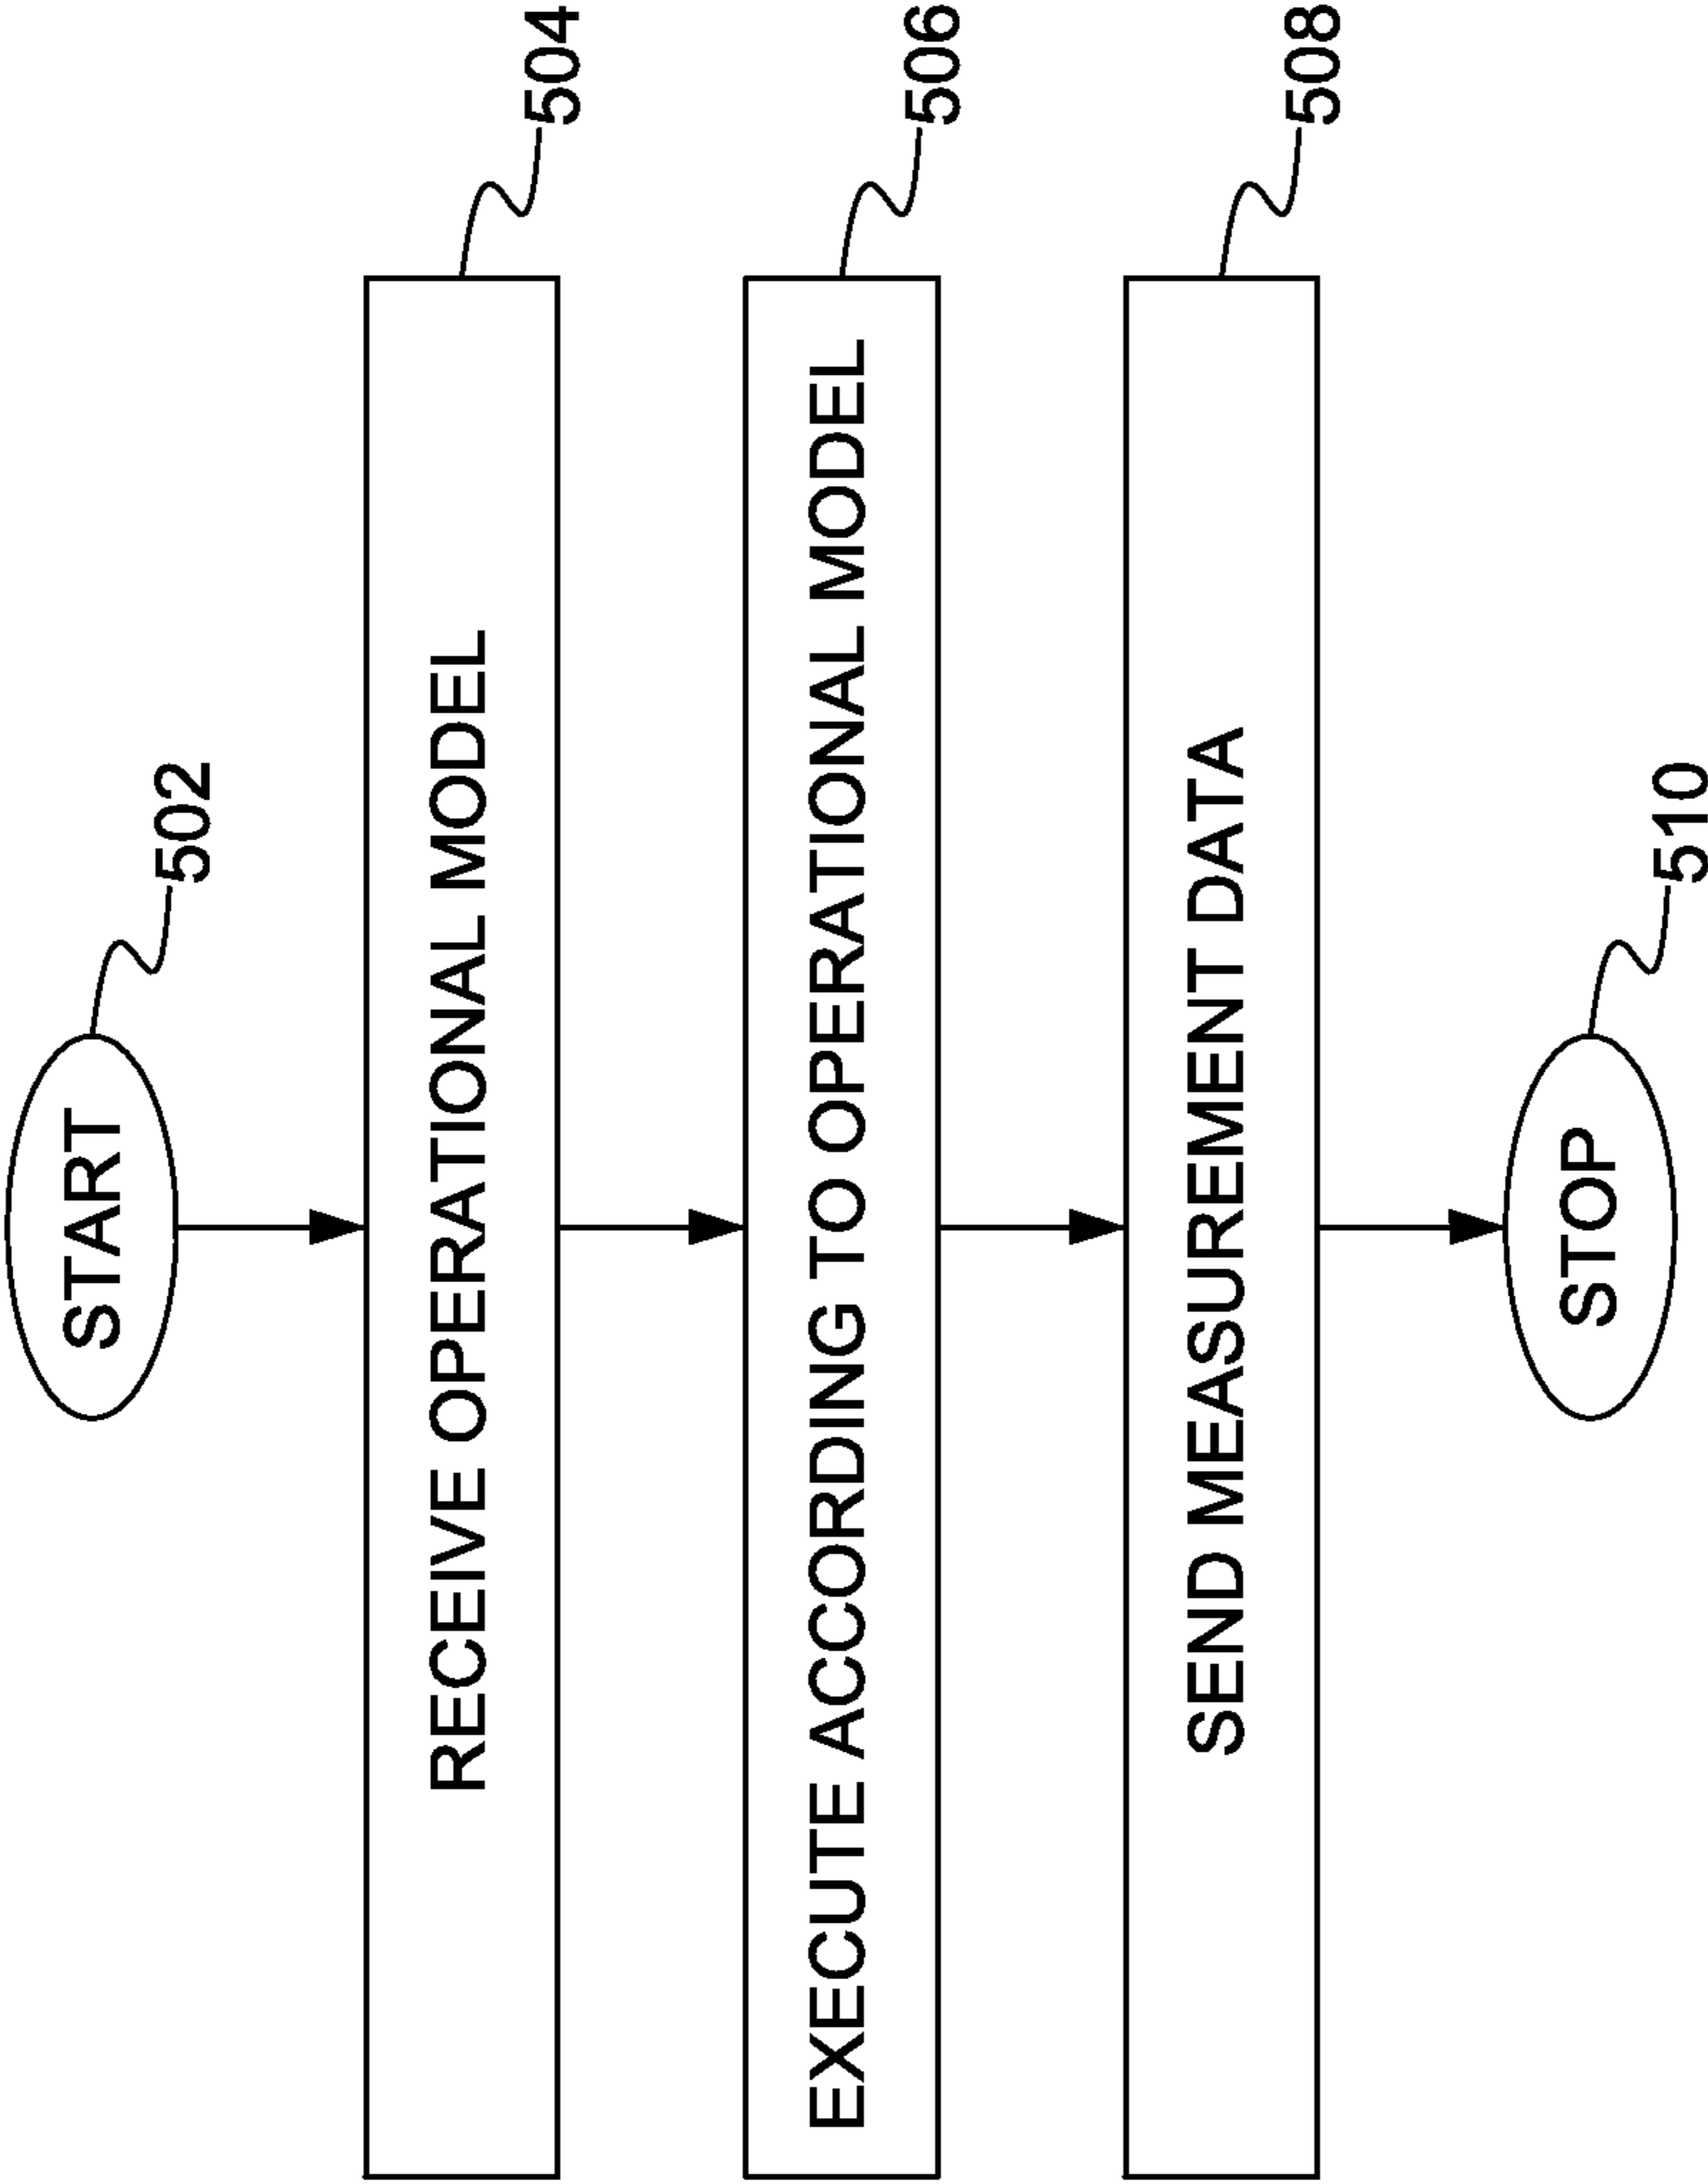 START
502
RECEIVE OPERATIONAL MODEL
504
EXECUTE ACCORDING TO OPERATIONAL MODEL
506
SEND MEASUREMENT DATA
508
STOP
510